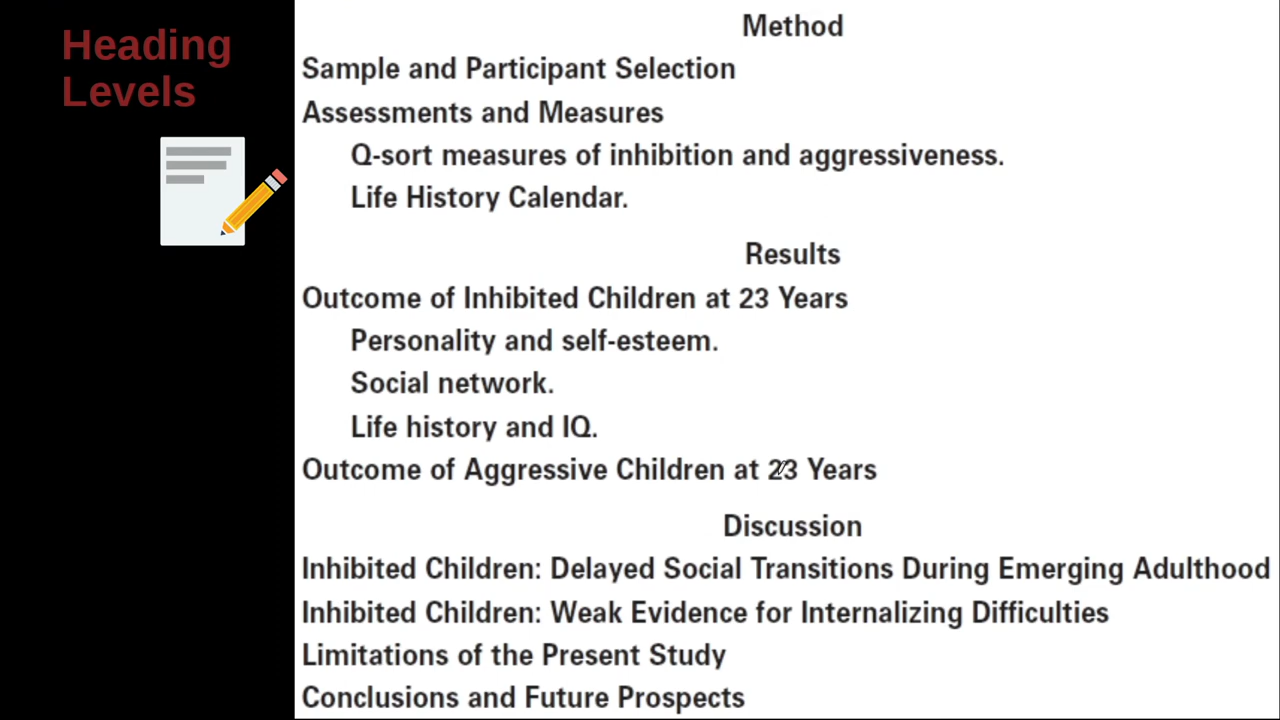 Heading
Levels
Method
Sample and Participant Selection
Assessments and Measures
Q-sort measures of inhibition and aggressiveness.
Life History Calendar.
Results
Outcome of Inhibited Children at 23 Years
Personality and self-esteem.
Social network.
Life history and IQ.
Outcome of Aggressive Children at 23 Years
Discussion
Inhibited Children: Delayed Social Transitions During Emerging Adulthood
Inhibited Children: Weak Evidence for Internalizing Difficulties
Limitations of the Present Study
Conclusions and Future Prospects